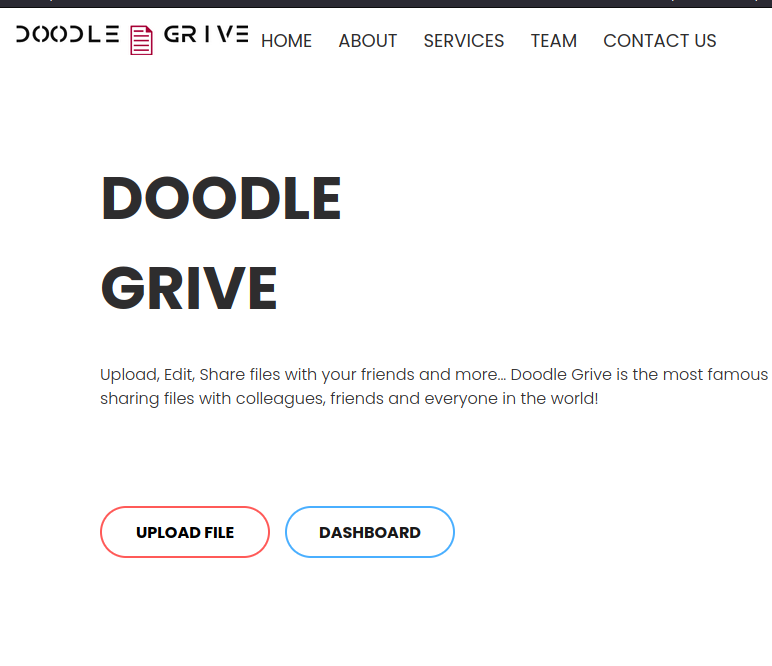 DOODLE GRIVE HOME ABOUT SERVICES TEAM CONTACT US
DOODLE
GRIVE
Upload, Edit, Share files with your friends and more... Doodle Grive is the most famous
sharing files with colleagues, friends and everyone in the world!
UPLOAD FILE DASHBOARD